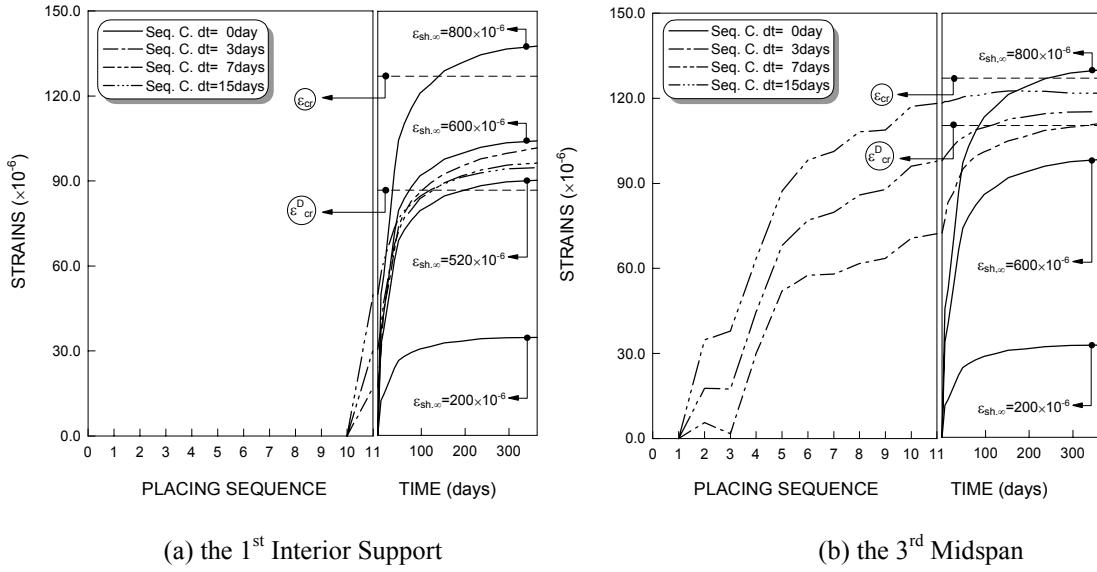 150.0
120.0
90.0
60.0
30.0
0.0
STRAINS (×10⁻⁶)
Seq. C. dt= 0day
Seq. C. dt= 3days
Seq. C. dt= 7days
Seq. C. dt=15days
εsh.∞=800×10⁻⁶
εcr
εsh.∞=600×10⁻⁶
εᴰcr
εsh.∞=520×10⁻⁶
εsh.∞=200×10⁻⁶
0 1 2 3 4 5 6 7 8 9 10 11 100 200 300
PLACING SEQUENCE TIME (days)
(a) the 1ˢᵗ Interior Support
150.0
120.0
90.0
60.0
30.0
0.0
STRAINS (×10⁻⁶)
Seq. C. dt= 0day
Seq. C. dt= 3days
Seq. C. dt= 7days
Seq. C. dt=15days
εsh.∞=800×10⁻⁶
εcr
εᴰcr
εsh.∞=600×10⁻⁶
εsh.∞=200×10⁻⁶
0 1 2 3 4 5 6 7 8 9 10 11 100 200 300
PLACING SEQUENCE TIME (days)
(b) the 3ʳᵈ Midspan